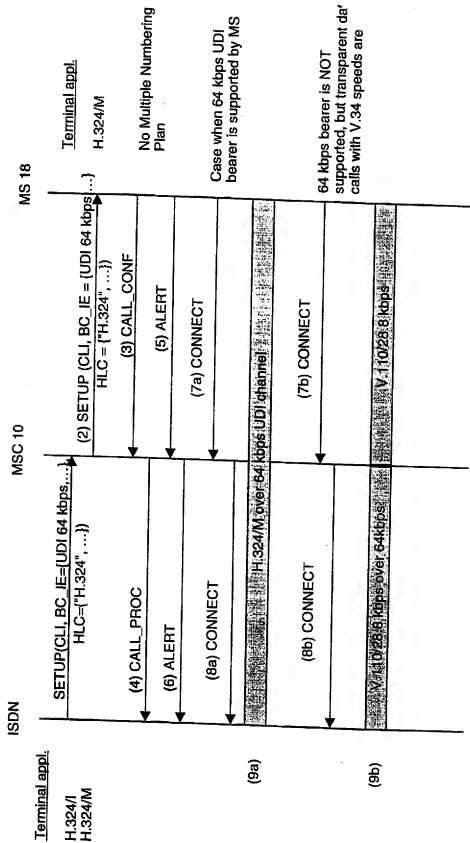 ISDN
MSC 10
MS 18
Terminal appl.
H.324/I
H.324/M
Terminal appl.
H.324/M
SETUP(CLI, BC_IE={UDI 64 kbps,...}
HLC={"H.324", ...})
(2) SETUP (CLI, BC_IE = {UDI 64 kbps,...}
HLC = {"H.324", ...})
(3) CALL_CONF
No Multiple Numbering
Plan
(4) CALL_PROC
(5) ALERT
(6) ALERT
(7a) CONNECT
Case when 64 kbps UDI
bearer is supported by MS
(8a) CONNECT
(9a)
H.324/M over 64 kbps UDI channel
(7b) CONNECT
64 kbps bearer is NOT
supported, but transparent da
calls with V.34 speeds are
(8b) CONNECT
(9b)
V.110/28.8 kbps over 64kbps
V.110/28.8 kbps